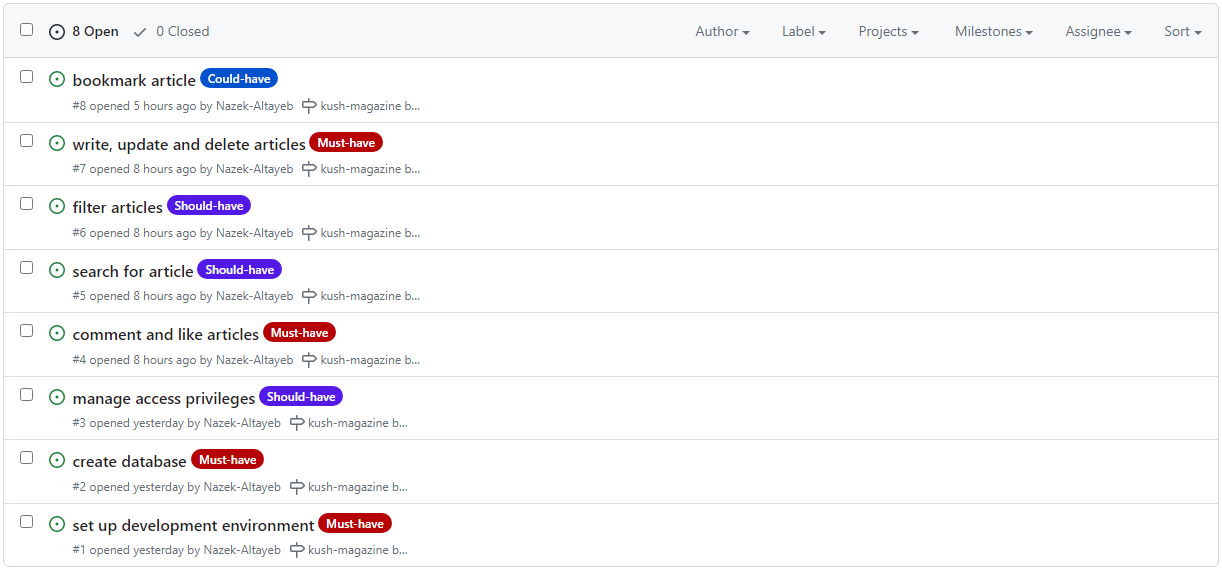 8 Open 0 Closed Author Label Projects Milestones Assignee Sort
bookmark article Could-have
#8 opened 5 hours ago by Nazek-Altayeb kush-magazine b...
write, update and delete articles Must-have
#7 opened 8 hours ago by Nazek-Altayeb kush-magazine b...
filter articles Should-have
#6 opened 8 hours ago by Nazek-Altayeb kush-magazine b...
search for article Should-have
#5 opened 8 hours ago by Nazek-Altayeb kush-magazine b...
comment and like articles Must-have
#4 opened 8 hours ago by Nazek-Altayeb kush-magazine b...
manage access privileges Should-have
#3 opened yesterday by Nazek-Altayeb kush-magazine b...
create database Must-have
#2 opened yesterday by Nazek-Altayeb kush-magazine b...
set up development environment Must-have
#1 opened yesterday by Nazek-Altayeb kush-magazine b...